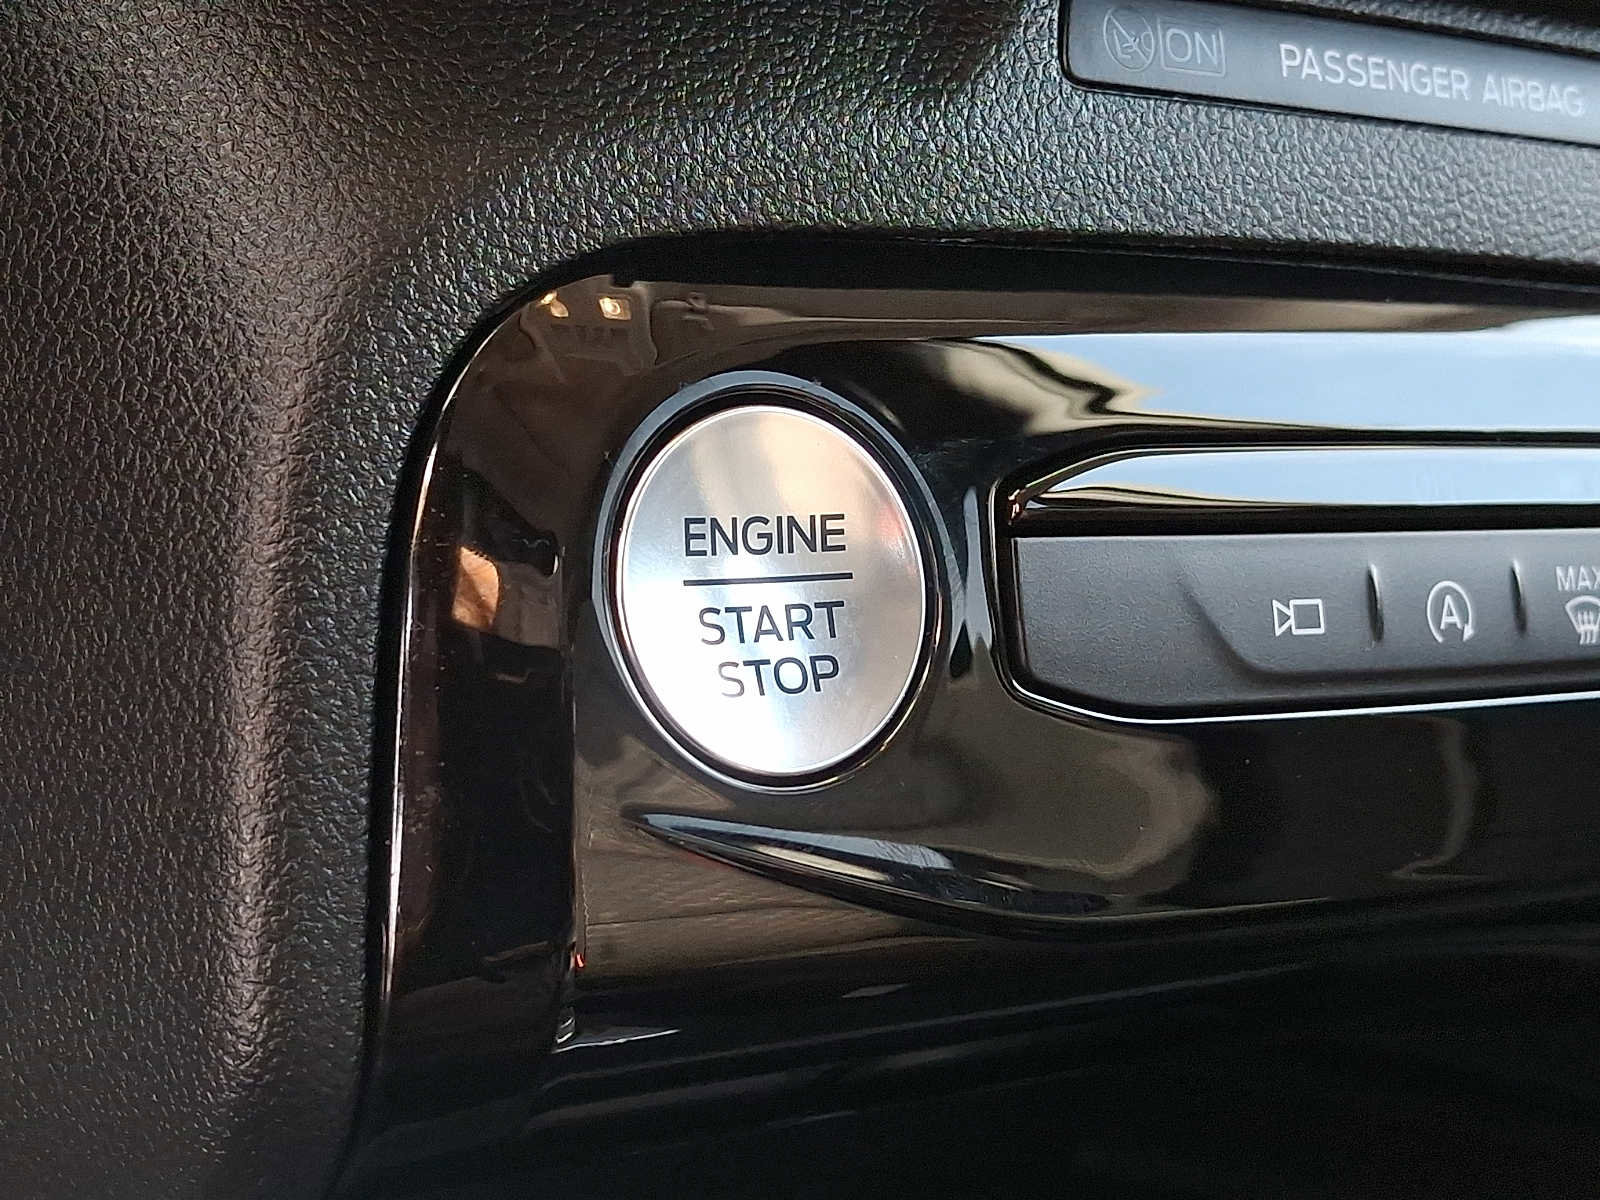 ON PASSENGER AIRBAG
ENGINE
START
STOP
A
MAX